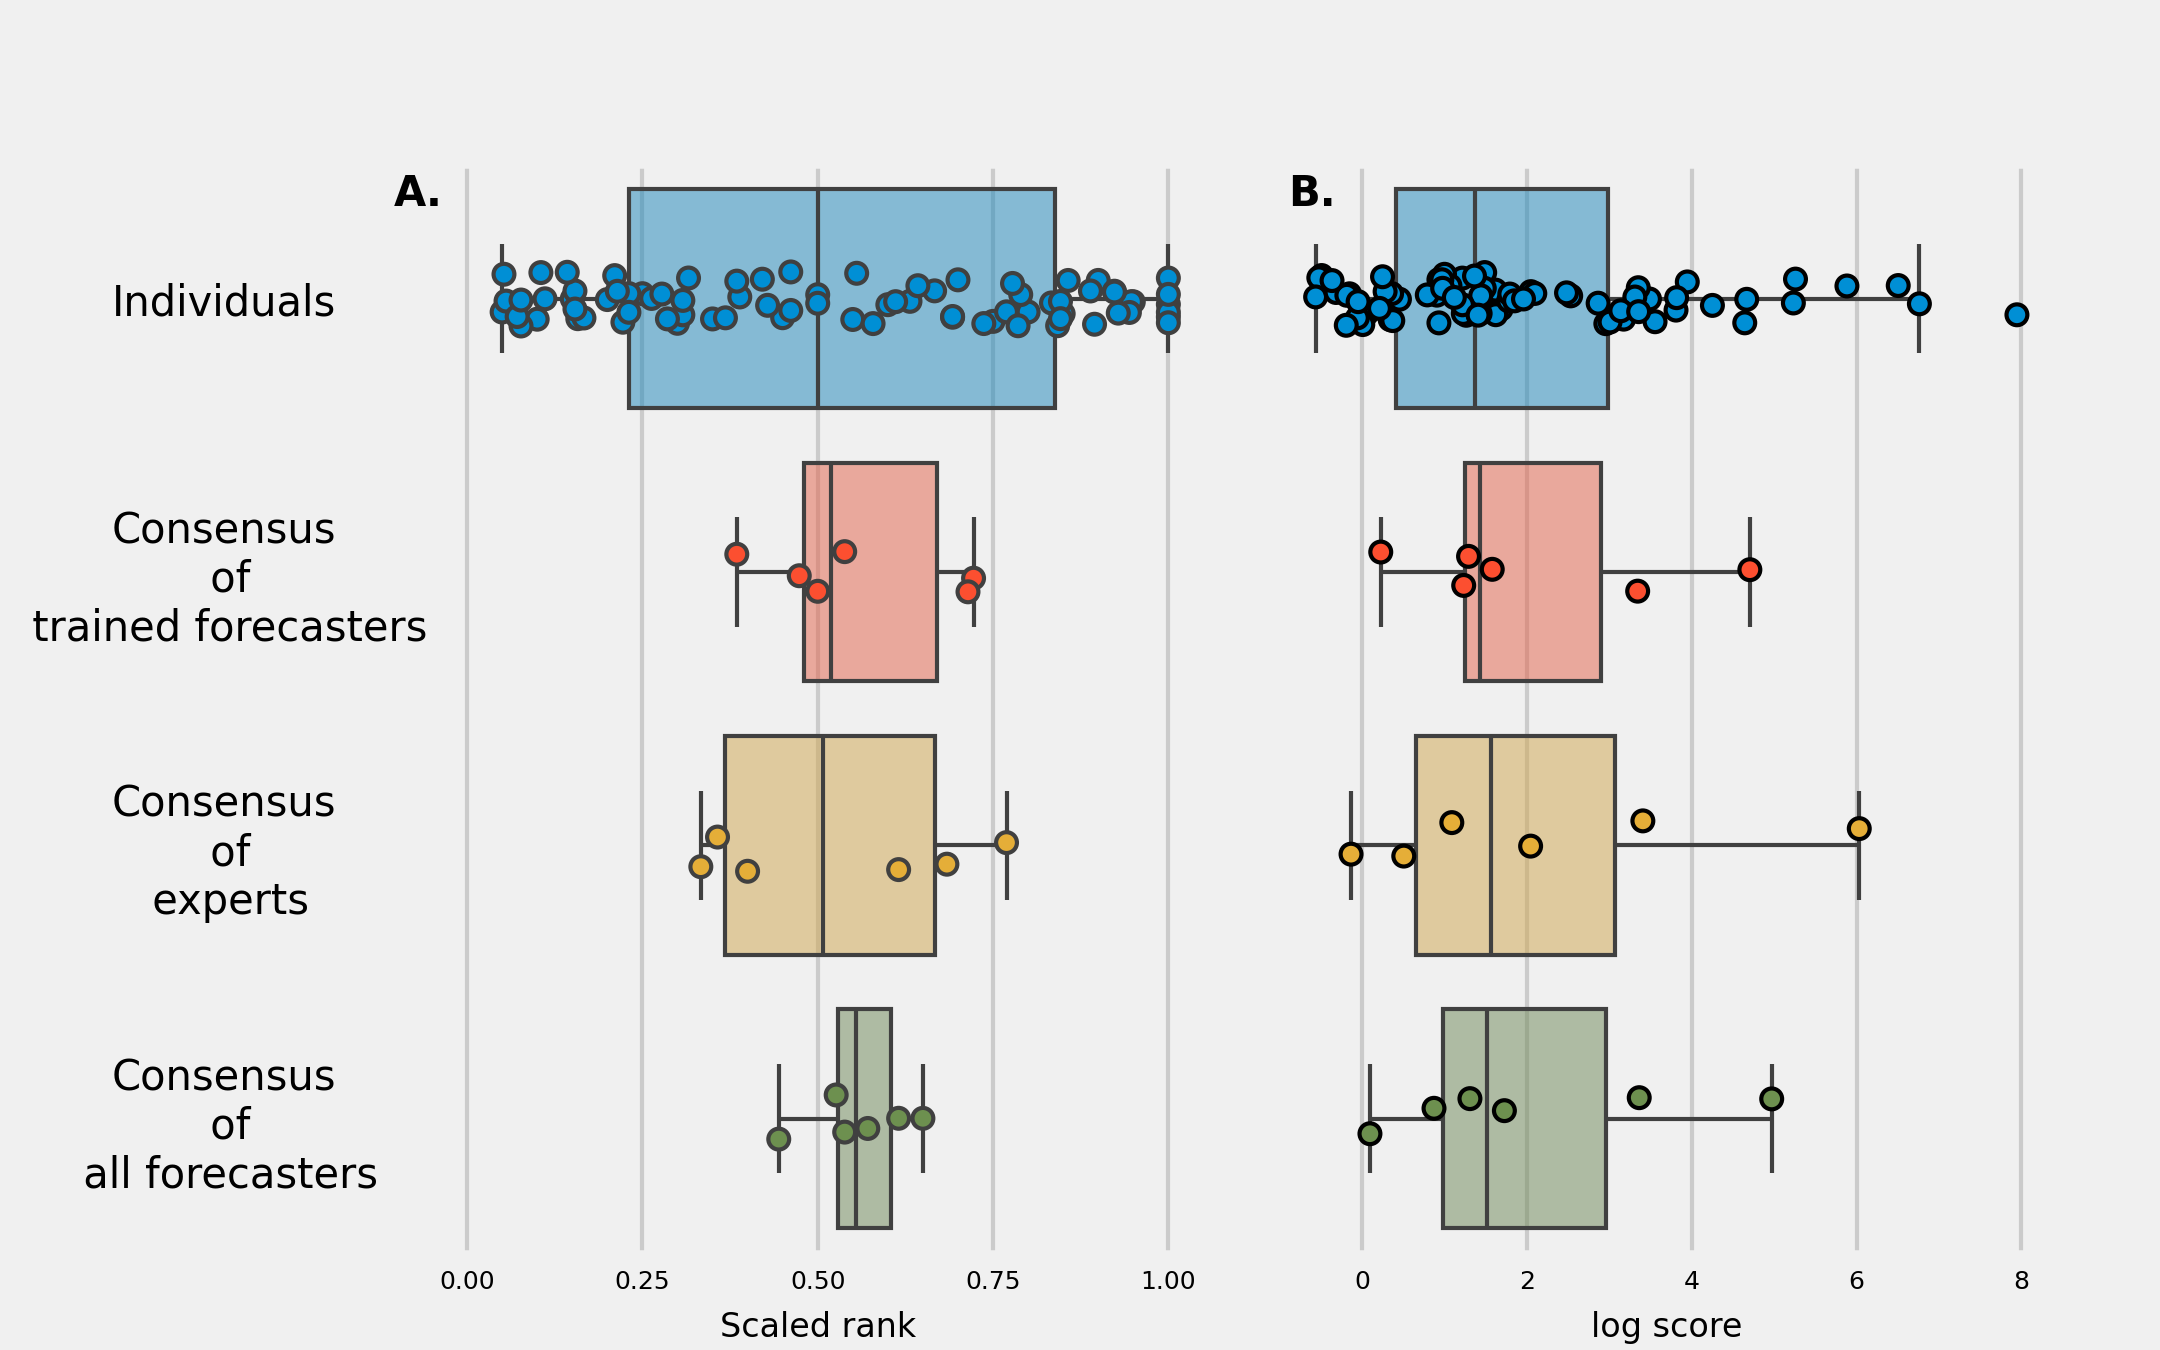 A.
B.
Individuals
Consensus
of
trained forecasters
Consensus
of
experts
Consensus
of
all forecasters
0.00 0.25 0.50 0.75 1.00
0 2 4 6 8
Scaled rank
log score